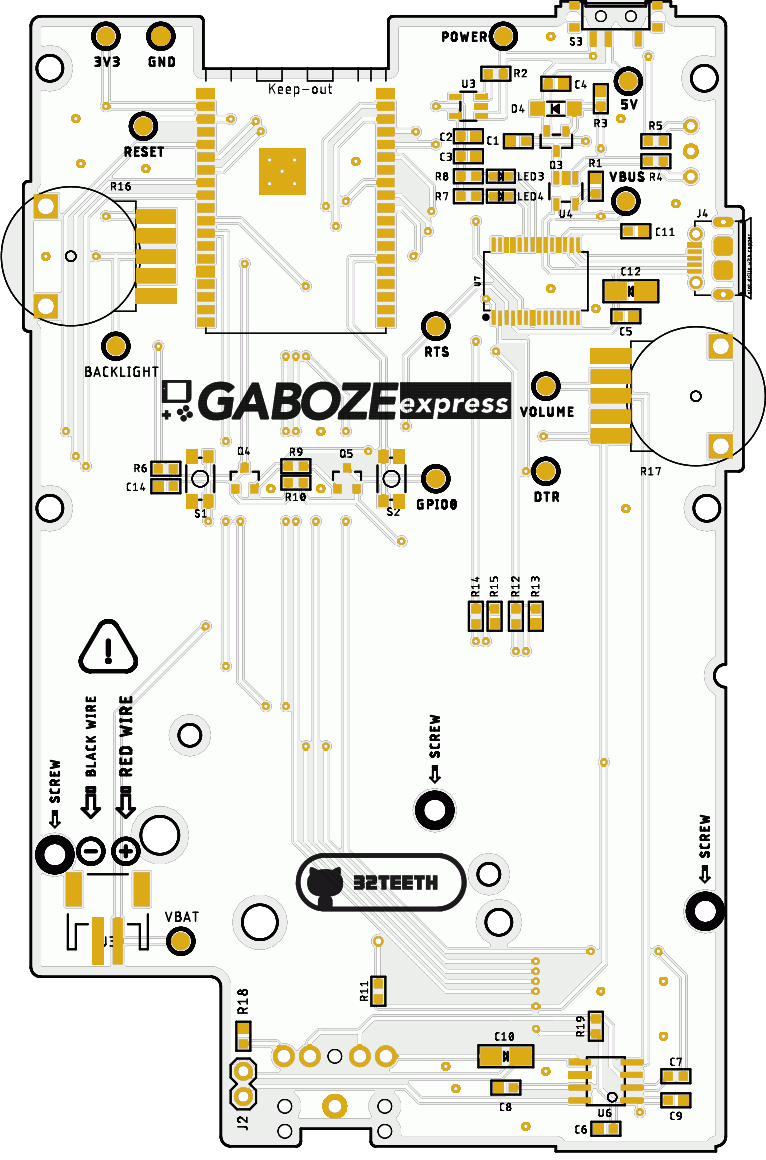 POWER
S3
3V3
GND
R2
Keep-out
U3
C4
5V
D4
R3
C2
C1
R5
RESET
C3
Q3
R1
R8
LED3
R4
VBUS
R16
R7
LED4
U4
J4
C11
U7
C12
C5
RTS
BACKLIGHT
GABOZE express
VOLUME
Q4
R9
Q5
R6
R10
R17
C14
S1
S2
GPIO0
DTR
R14
R15
R12
R13
BLACK WIRE
RED WIRE
SCREW
SCREW
SCREW
32TEETH
VBAT
R11
R18
R19
C10
C7
C8
C9
U6
C6
J2